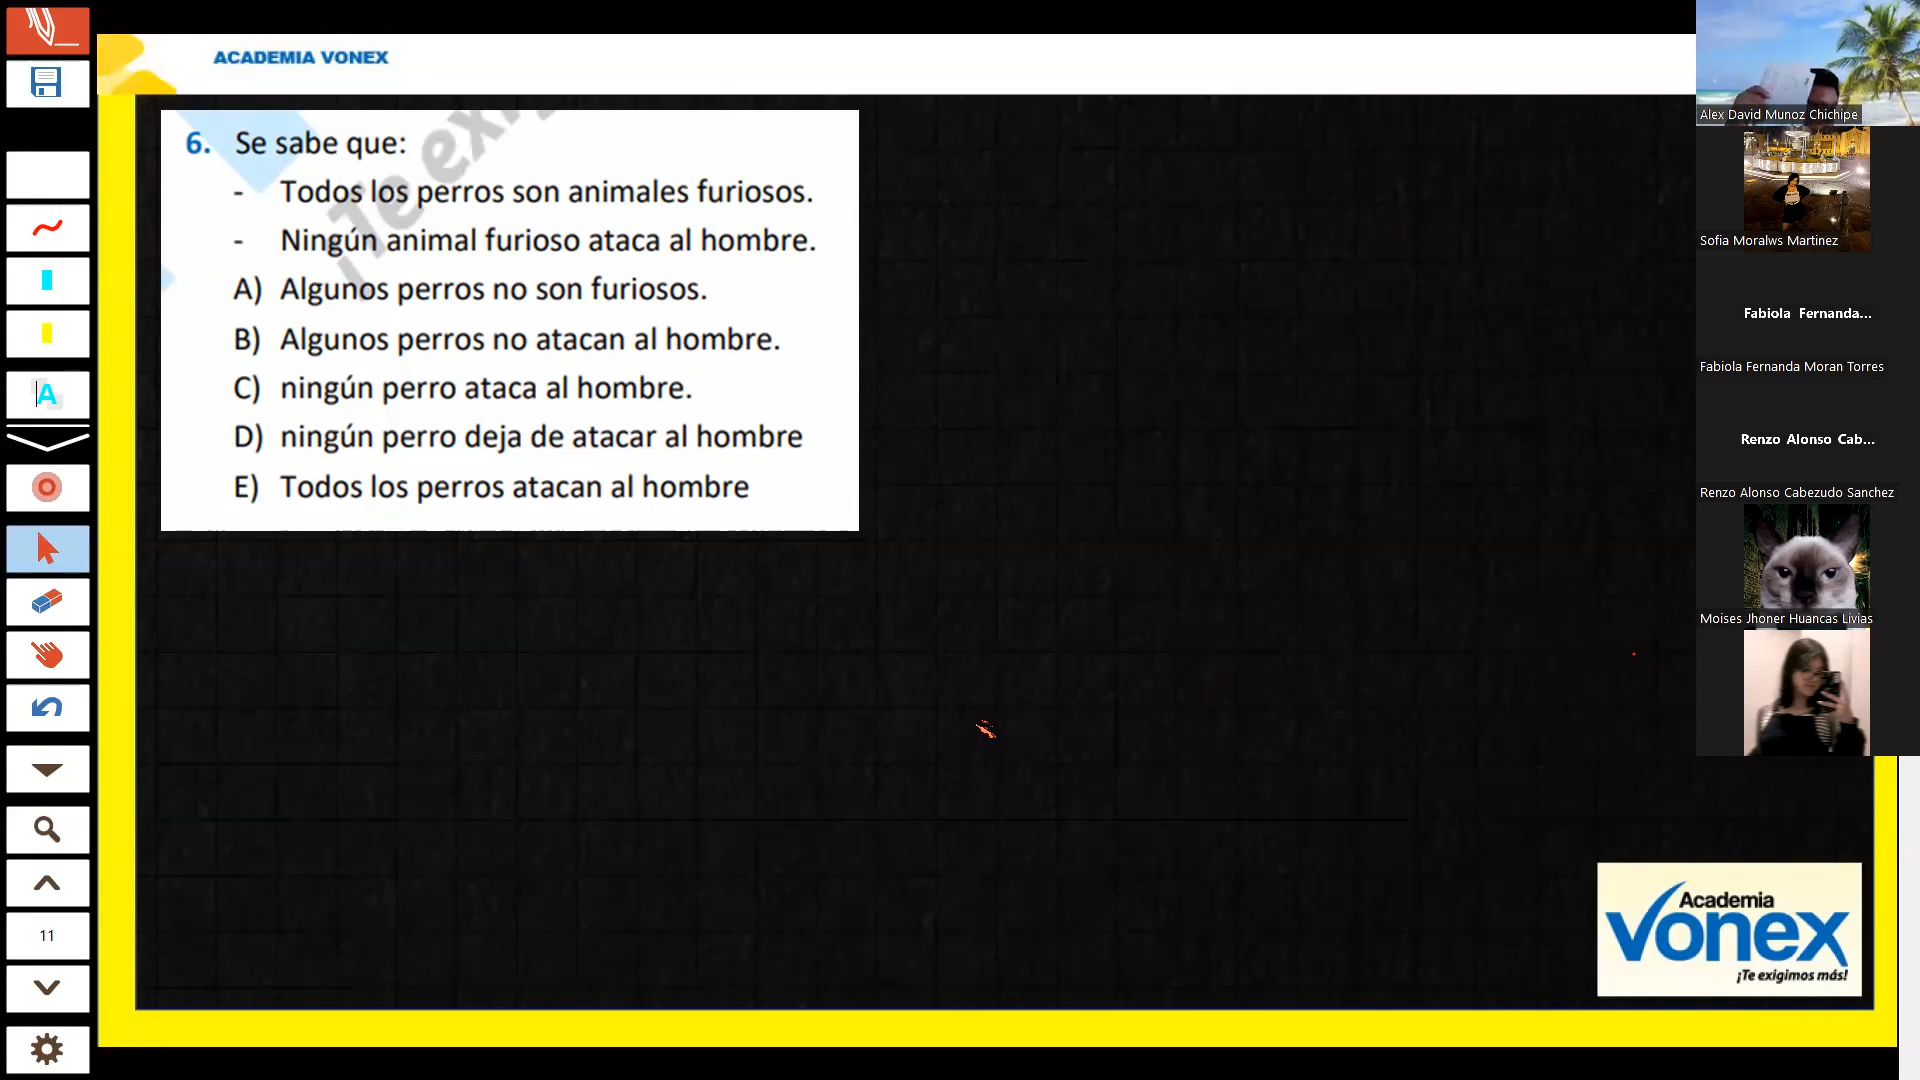 ACADEMIA VONEX
¡Te exi
6. Se sabe que:
- Todos los perros son animales furiosos.
- Ningún animal furioso ataca al hombre.
A) Algunos perros no son furiosos.
B) Algunos perros no atacan al hombre.
C) ningún perro ataca al hombre.
D) ningún perro deja de atacar al hombre
E) Todos los perros atacan al hombre
A
11
Alex David Munoz Chichipe
Sofia Moralws Martinez
Fabiola Fernanda...
Fabiola Fernanda Moran Torres
Renzo Alonso Cab...
Renzo Alonso Cabezudo Sanchez
Moises Jhoner Huancas Livias
Academia
Vonex
¡Te exigimos más!